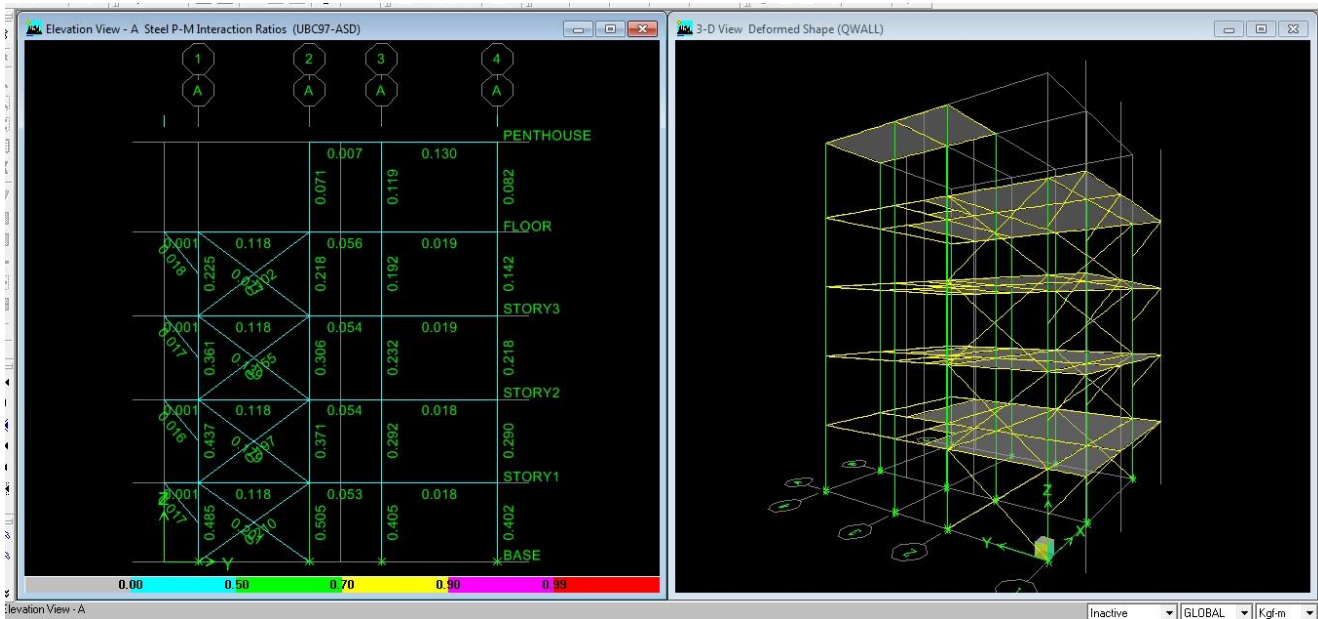 Elevation View - A Steel P-M Interaction Ratios (UBC97-ASD)
3-D View Deformed Shape (QWALL)
1 2 3 4
A A A A
PENTHOUSE
0.007 0.130
0.071 0.119 0.082
FLOOR
0.001 0.118 0.056 0.019
0.018 0.225 0.218 0.192 0.142
STORY3
0.001 0.118 0.054 0.019
0.017 0.361 0.306 0.232 0.218
STORY2
0.001 0.118 0.054 0.018
0.016 0.437 0.371 0.292 0.290
STORY1
0.001 0.118 0.053 0.018
0.017 0.485 0.505 0.405 0.402
Z
Y
BASE
0.00 0.50 0.70 0.90 0.99
Z
Y X
Elevation View - A
Inactive GLOBAL Kgf-m